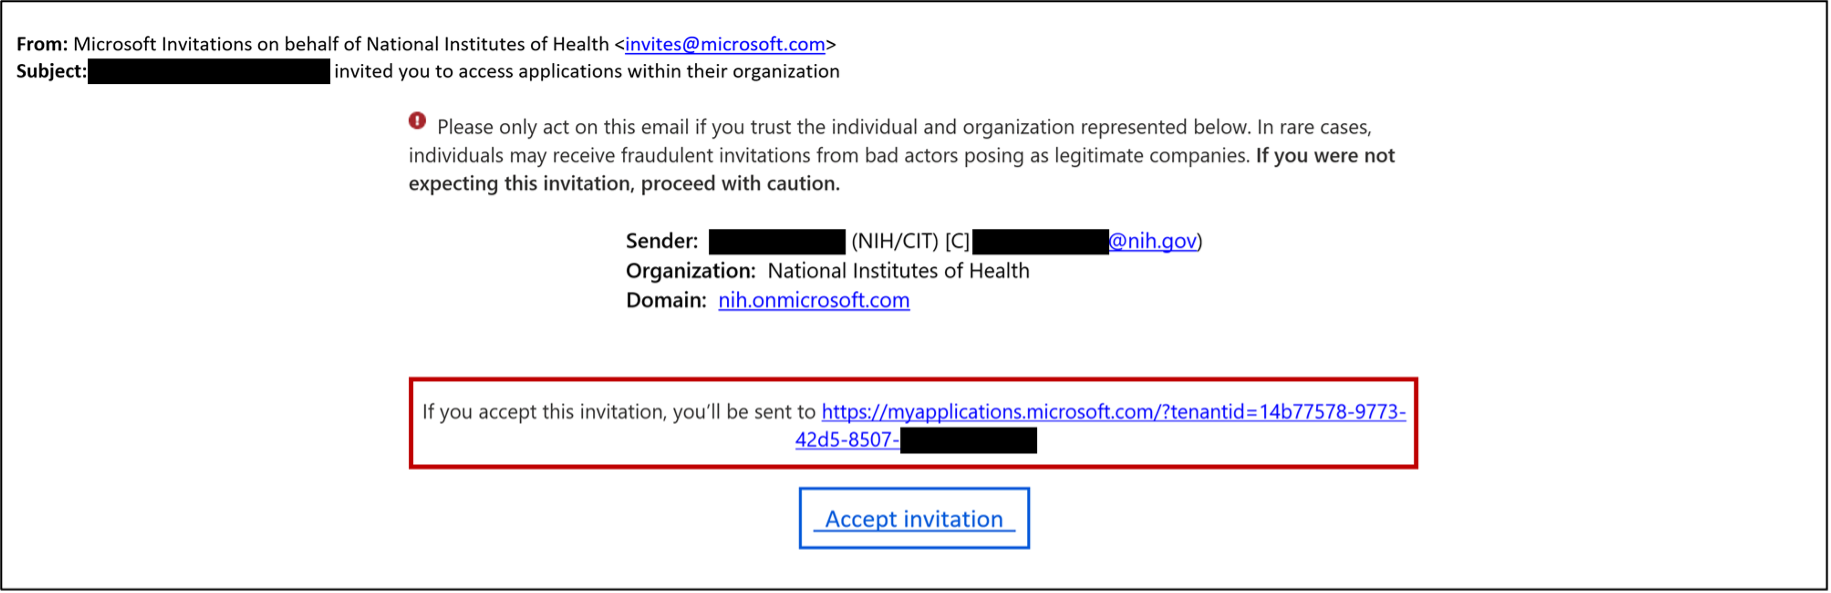 From: Microsoft Invitations on behalf of National Institutes of Health <invites@microsoft.com>
Subject: invited you to access applications within their organization
Please only act on this email if you trust the individual and organization represented below. In rare cases,
individuals may receive fraudulent invitations from bad actors posing as legitimate companies. If you were not
expecting this invitation, proceed with caution.
Sender: (NIH/CIT) [C] @nih.gov)
Organization: National Institutes of Health
Domain: nih.onmicrosoft.com
If you accept this invitation, you’ll be sent to https://myapplications.microsoft.com/?tenantid=14b77578-9773-
42d5-8507-
Accept invitation